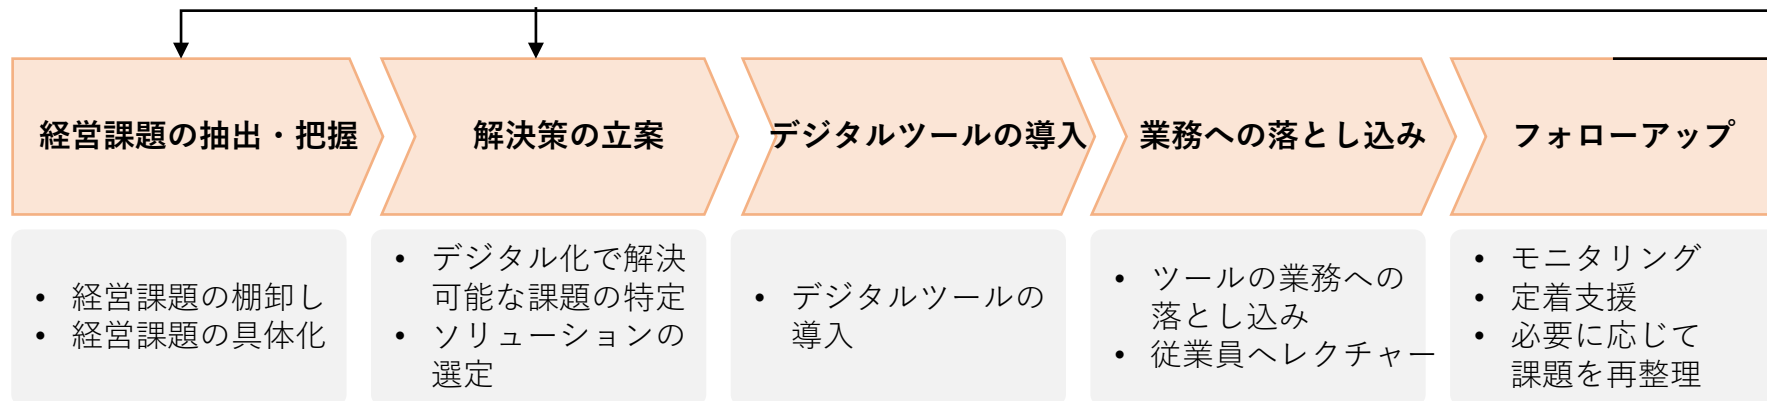 経営課題の抽出・把握
解決策の立案
デジタルツールの導入
業務への落とし込み
フォローアップ
• 経営課題の棚卸し
• 経営課題の具体化
• デジタル化で解決
可能な課題の特定
• ソリューションの
選定
• デジタルツールの
導入
• ツールの業務への
落とし込み
• 従業員へレクチャー
• モニタリング
• 定着支援
• 必要に応じて
課題を再整理